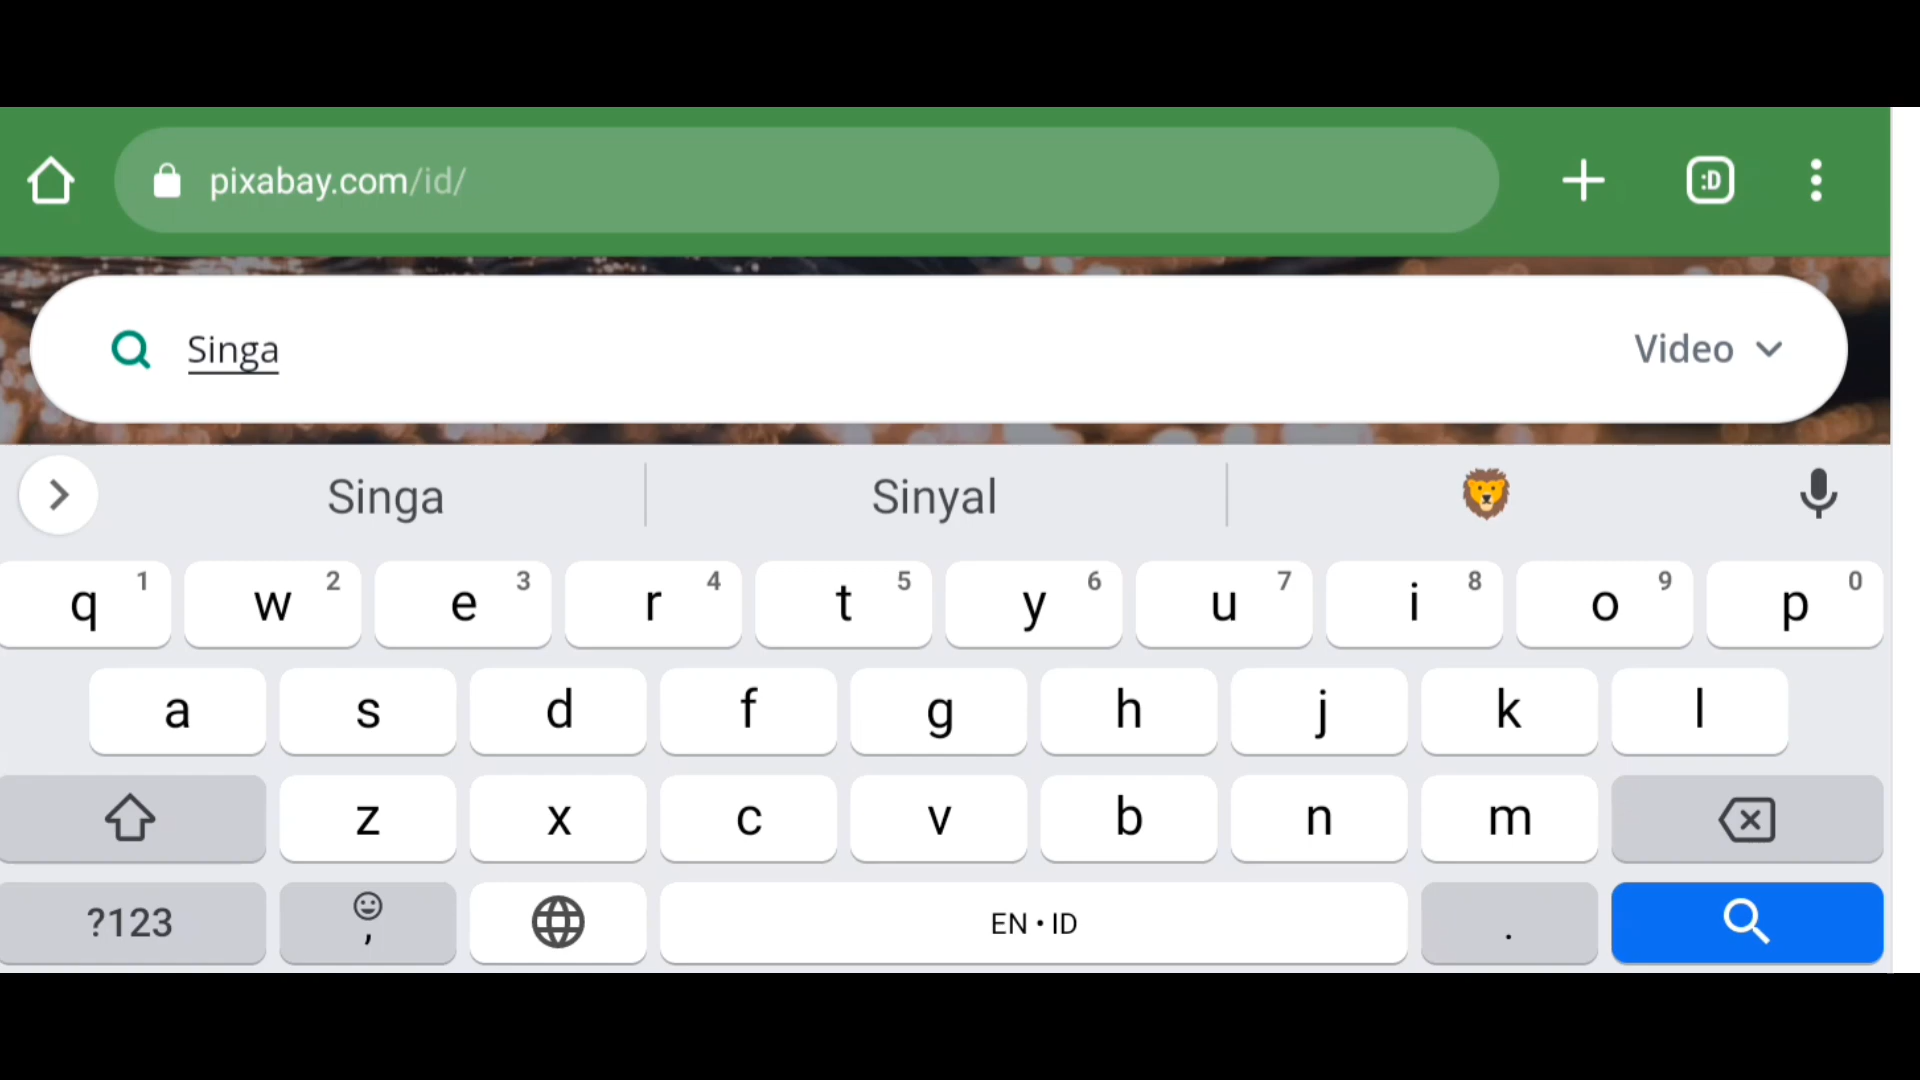 pixabay.com/id/
:D
Singa
Video
Singa Sinyal
q 1 w 2 e 3 r 4 t 5 y 6 u 7 i 8 o 9 p 0
a s d f g h j k l
z x c v b n m
?123 , EN • ID .